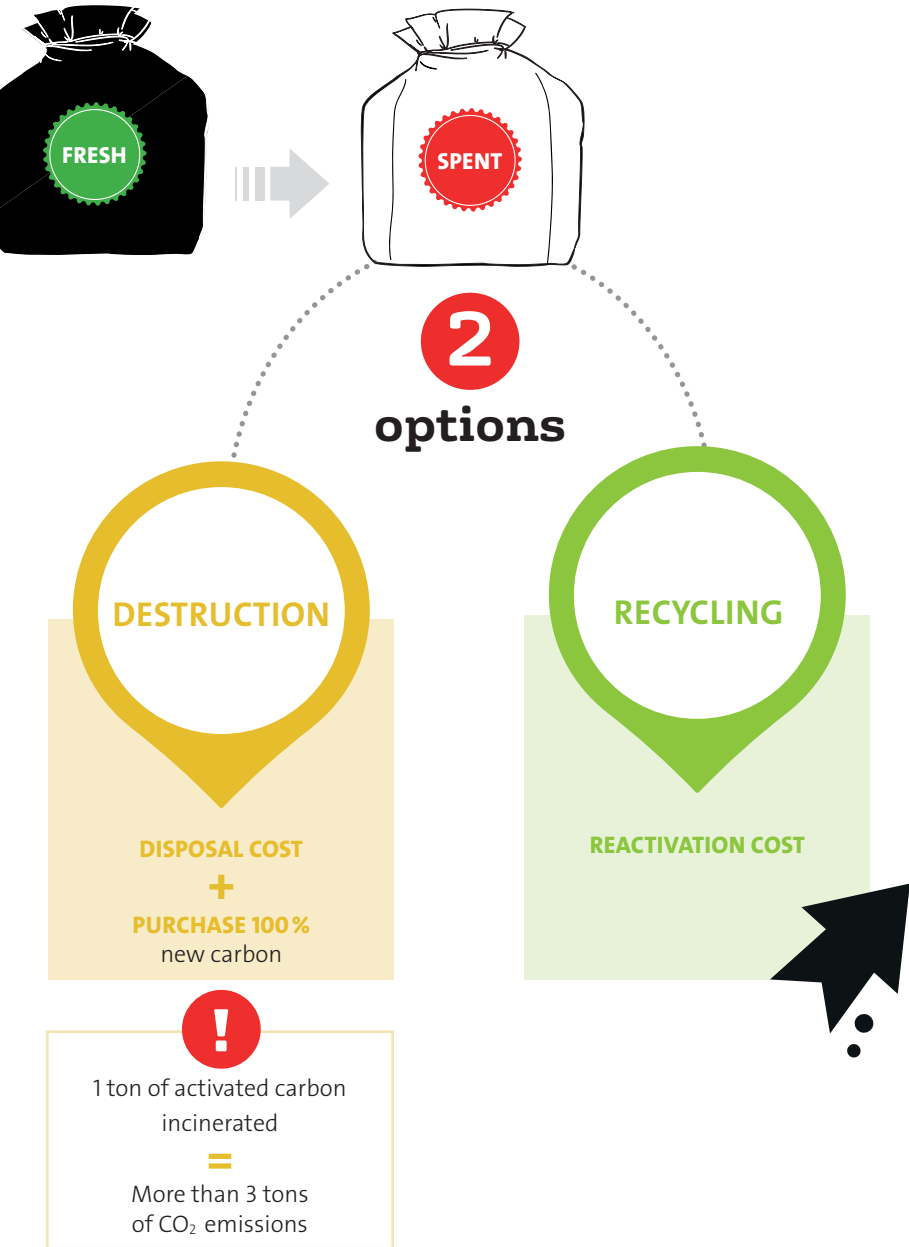 FRESH
SPENT
2
options
DESTRUCTION
RECYCLING
DISPOSAL COST
+
PURCHASE 100%
new carbon
REACTIVATION COST
!
1 ton of activated carbon
incinerated
=
More than 3 tons
of CO₂ emissions